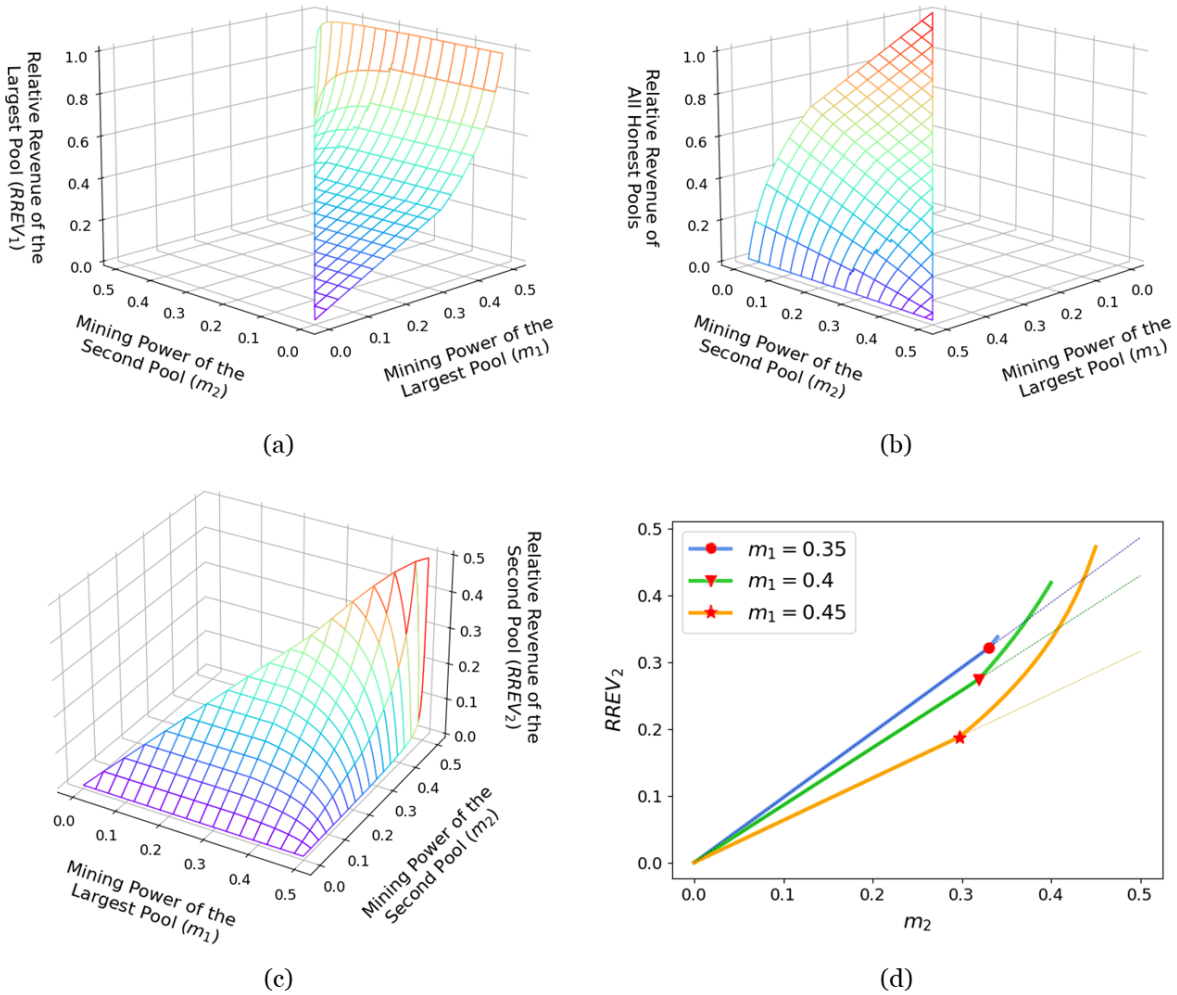 Relative Revenue of the
Largest Pool (RREV₁)
1.0
0.8
0.6
0.4
0.2
0.0
0.5
0.4
0.3
0.2
0.1
0.0
Mining Power of the
Second Pool (m₂)
0.0
0.1
0.2
0.3
0.4
0.5
Mining Power of the
Largest Pool (m₁)
(a)
Relative Revenue of
All Honest Pools
1.0
0.8
0.6
0.4
0.2
0.0
0.0
0.1
0.2
0.3
0.4
0.5
Mining Power of the
Second Pool (m₂)
0.5
0.4
0.3
0.2
0.1
0.0
Mining Power of the
Largest Pool (m₁)
(b)
0.0
0.1
0.2
0.3
0.4
0.5
Mining Power of the
Largest Pool (m₁)
0.0
0.1
0.2
0.3
0.4
0.5
Mining Power of the
Second Pool (m₂)
0.5
0.4
0.3
0.2
0.1
0.0
Relative Revenue of the
Second Pool (RREV₂)
(c)
m₁ = 0.35
m₁ = 0.4
m₁ = 0.45
RREV₂
0.5
0.4
0.3
0.2
0.1
0.0
0.0
0.1
0.2
0.3
0.4
0.5
m₂
(d)